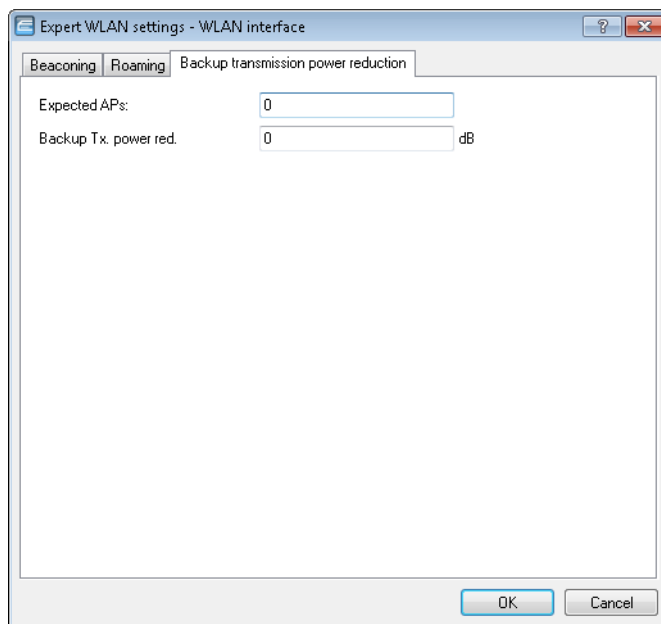 Expert WLAN settings - WLAN interface
Beaconing Roaming Backup transmission power reduction
Expected APs: 0
Backup Tx. power red. 0 dB
OK Cancel